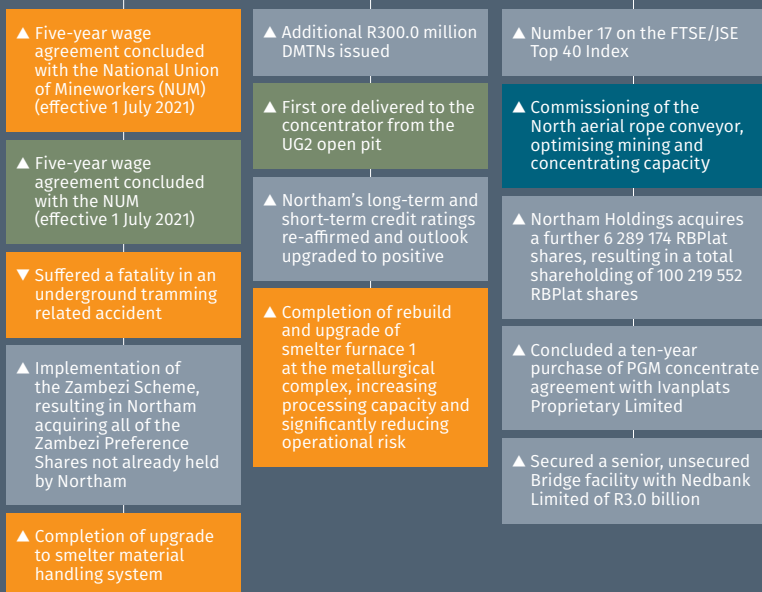 ▲ Five-year wage
agreement concluded
with the National Union
of Mineworkers (NUM)
(effective 1 July 2021)
▲ Five-year wage
agreement concluded
with the NUM
(effective 1 July 2021)
▼ Suffered a fatality in an
underground tramming
related accident
▲ Implementation of
the Zambezi Scheme,
resulting in Northam
acquiring all of the
Zambezi Preference
Shares not already held
by Northam
▲ Completion of upgrade
to smelter material
handling system
▲ Additional R300.0 million
DMTNs issued
▲ First ore delivered to the
concentrator from the
UG2 open pit
▲ Northam's long-term and
short-term credit ratings
re-affirmed and outlook
upgraded to positive
▲ Completion of rebuild
and upgrade of
smelter furnace 1
at the metallurgical
complex, increasing
processing capacity and
significantly reducing
operational risk
▲ Number 17 on the FTSE/JSE
Top 40 Index
▲ Commissioning of the
North aerial rope conveyor,
optimising mining and
concentrating capacity
▲ Northam Holdings acquires
a further 6 289 174 RBPlat
shares, resulting in a total
shareholding of 100 219 552
RBPlat shares
▲ Concluded a ten-year
purchase of PGM concentrate
agreement with Ivanplats
Proprietary Limited
▲ Secured a senior, unsecured
Bridge facility with Nedbank
Limited of R3.0 billion